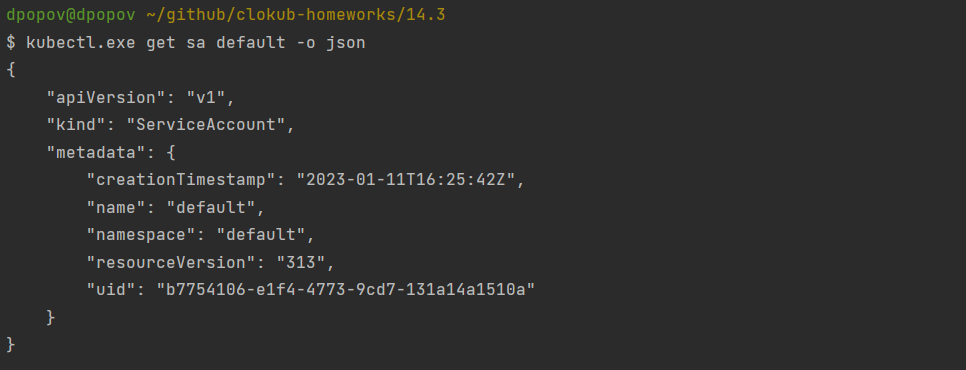 dpopov@dpopov ~/github/clokub-homeworks/14.3
$ kubectl.exe get sa default -o json
{
    "apiVersion": "v1",
    "kind": "ServiceAccount",
    "metadata": {
        "creationTimestamp": "2023-01-11T16:25:42Z",
        "name": "default",
        "namespace": "default",
        "resourceVersion": "313",
        "uid": "b7754106-e1f4-4773-9cd7-131a14a1510a"
    }
}